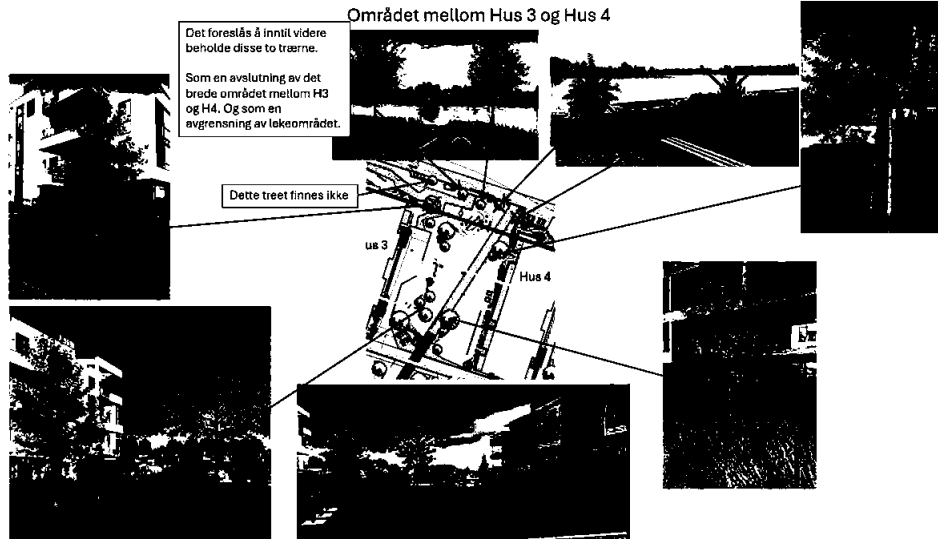 Området mellom Hus 3 og Hus 4
Det foreslås å inntil videre
beholde disse to trærne.
Som en avslutning av det
brede området mellom H3
og H4. Og som en
avgrensning av lekeområdet.
Dette treet finnes ikke
us 3
Hus 4